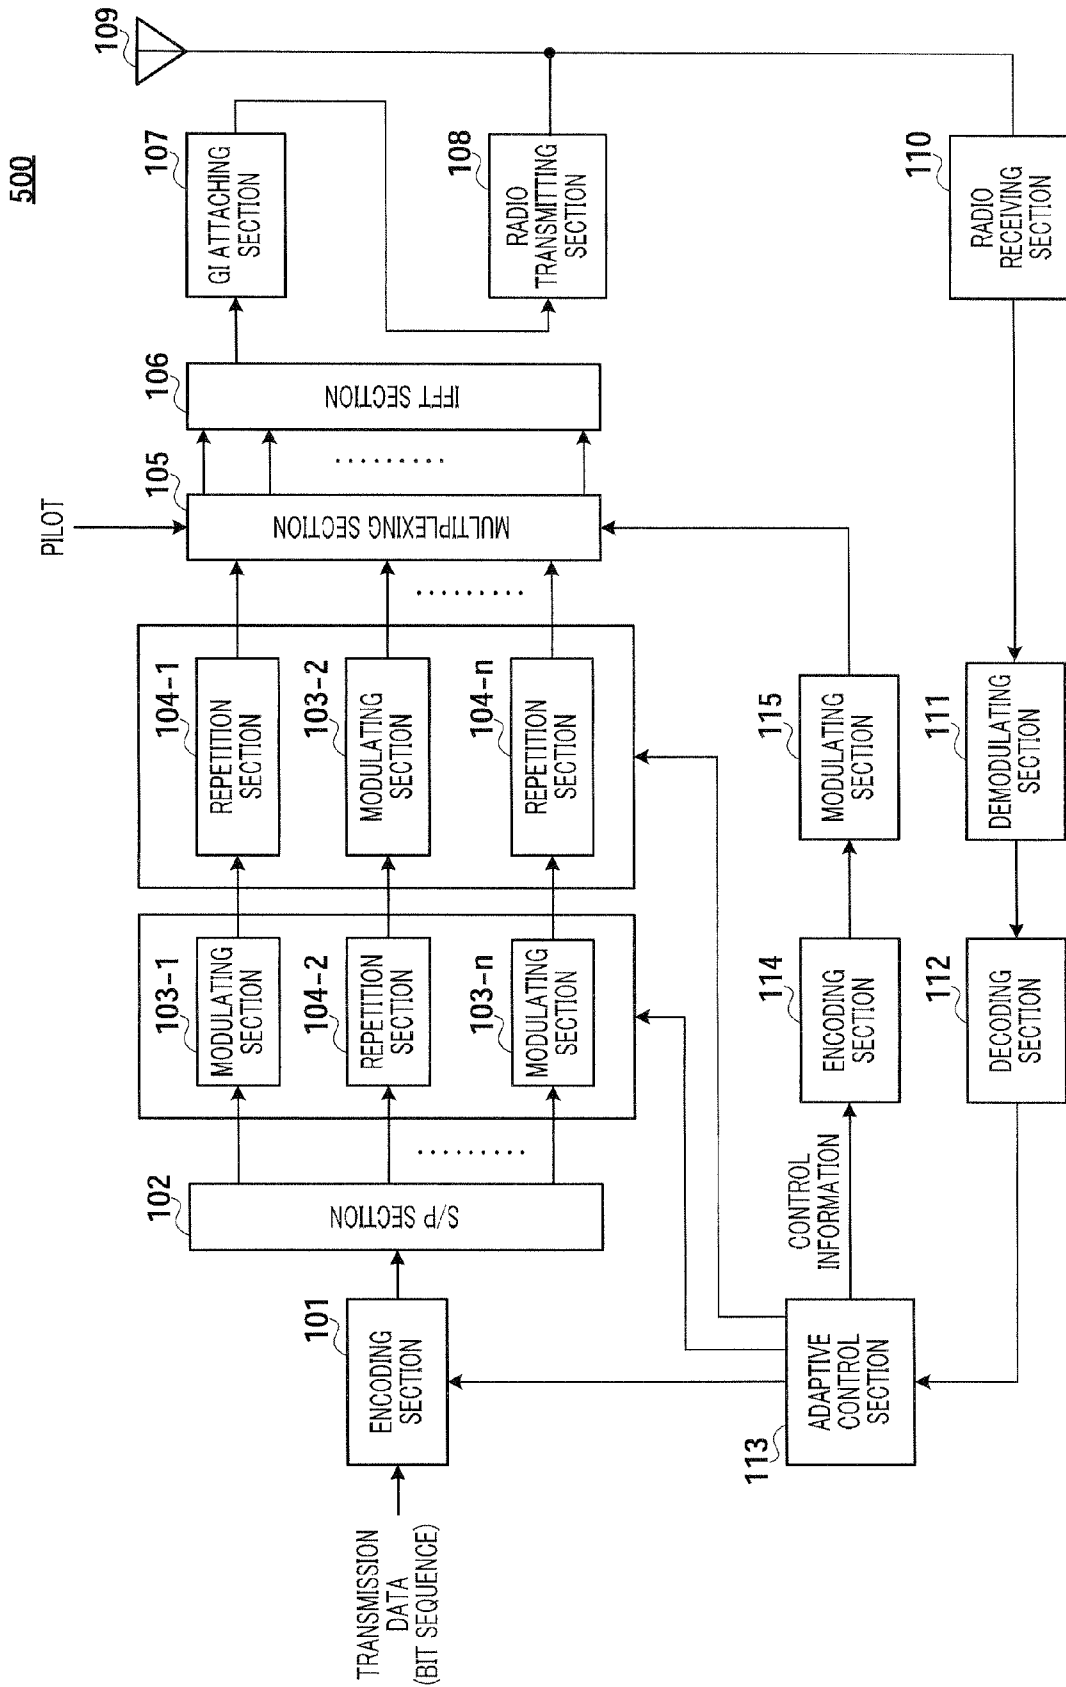 500
TRANSMISSION
DATA
(BIT SEQUENCE)
101
ENCODING
SECTION
102
S/P SECTION
103-1
MODULATING
SECTION
104-1
REPETITION
SECTION
104-2
REPETITION
SECTION
103-2
MODULATING
SECTION
103-n
MODULATING
SECTION
104-n
REPETITION
SECTION
PILOT
105
MULTIPLEXING SECTION
106
IFFT SECTION
107
GI ATTACHING
SECTION
108
RADIO
TRANSMITTING
SECTION
109
110
RADIO
RECEIVING
SECTION
111
DEMODULATING
SECTION
112
DECODING
SECTION
113
ADAPTIVE
CONTROL
SECTION
CONTROL
INFORMATION
114
ENCODING
SECTION
115
MODULATING
SECTION